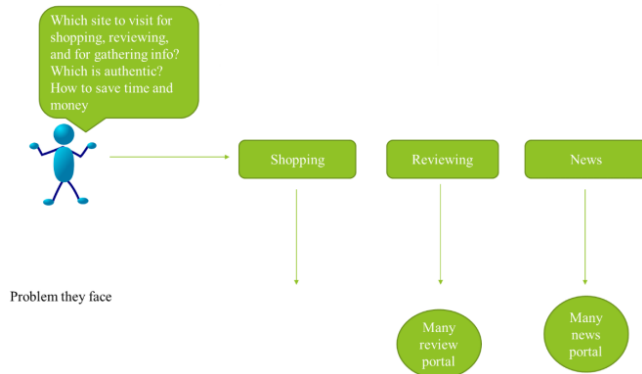 Which site to visit for
shopping, reviewing,
and for gathering info?
Which is authentic?
How to save time and
money
Shopping
Reviewing
News
Problem they face
Many
review
portal
Many
news
portal